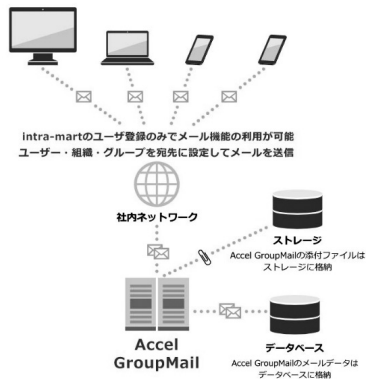 intra-martのユーザ登録のみでメール機能の利用が可能
ユーザー・組織・グループを宛先に設定してメールを送信
社内ネットワーク
ストレージ
Accel GroupMailの添付ファイルは
ストレージに格納
Accel
GroupMail
データベース
Accel GroupMailのメールデータは
データベースに格納